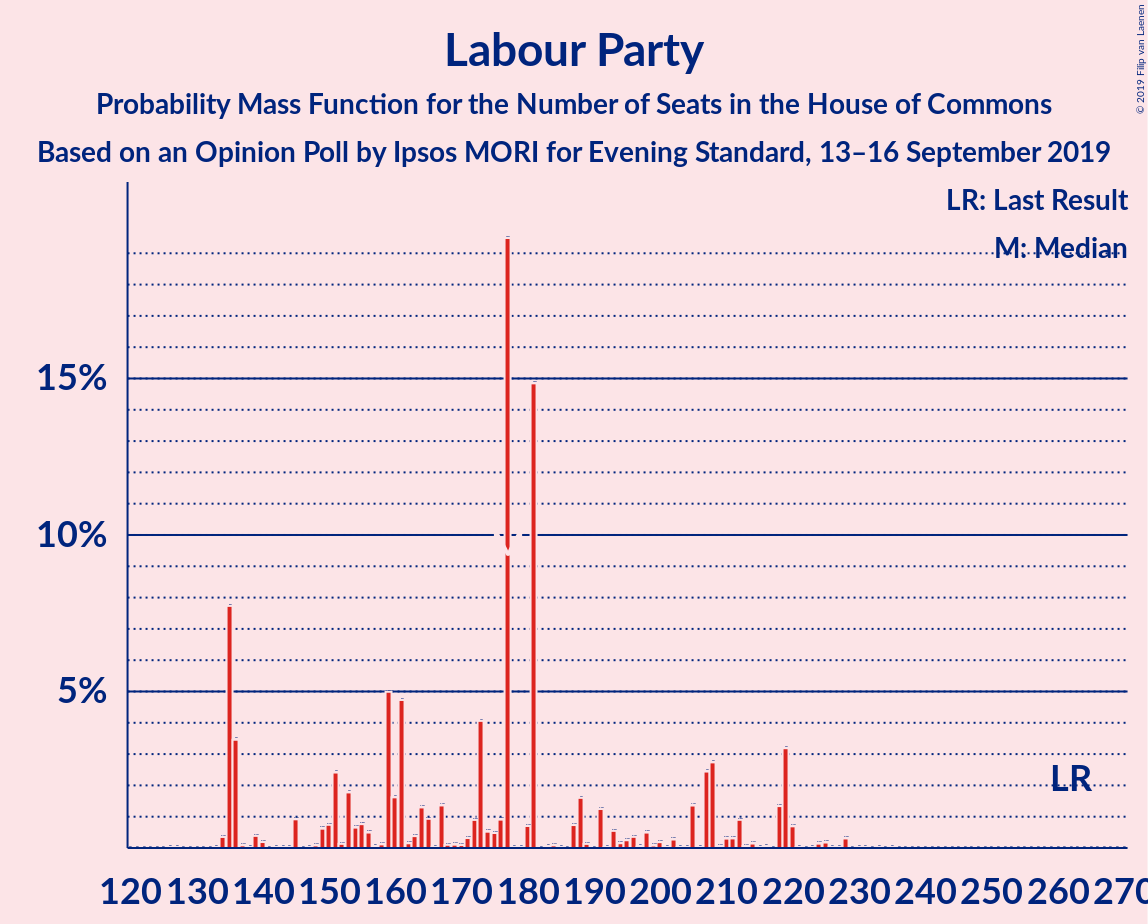 Labour Party
Probability Mass Function for the Number of Seats in the House of Commons
Based on an Opinion Poll by Ipsos MORI for Evening Standard, 13–16 September 2019
© 2019 Filip van Laenen
LR: Last Result
M: Median
15%
10%
5%
LR
120 130 140 150 160 170 180 190 200 210 220 230 240 250 260 270